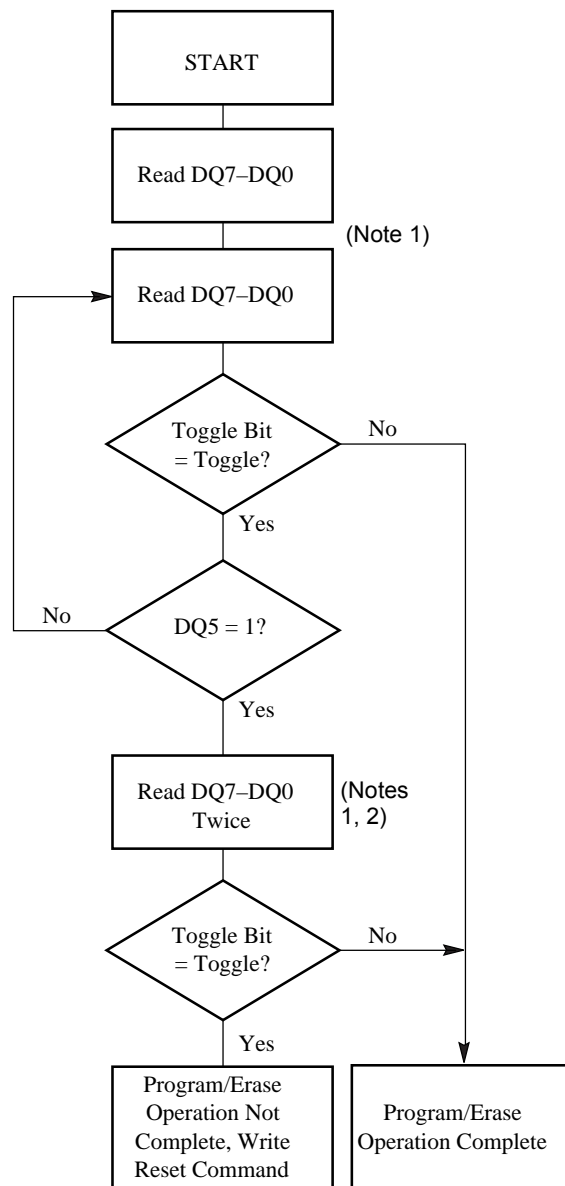 START
Read DQ7–DQ0
(Note 1)
Read DQ7–DQ0
Toggle Bit
= Toggle?
No
Yes
DQ5 = 1?
No
Yes
Read DQ7–DQ0
Twice
(Notes
1, 2)
Toggle Bit
= Toggle?
No
Yes
Program/Erase
Operation Not
Complete, Write
Reset Command
Program/Erase
Operation Complete